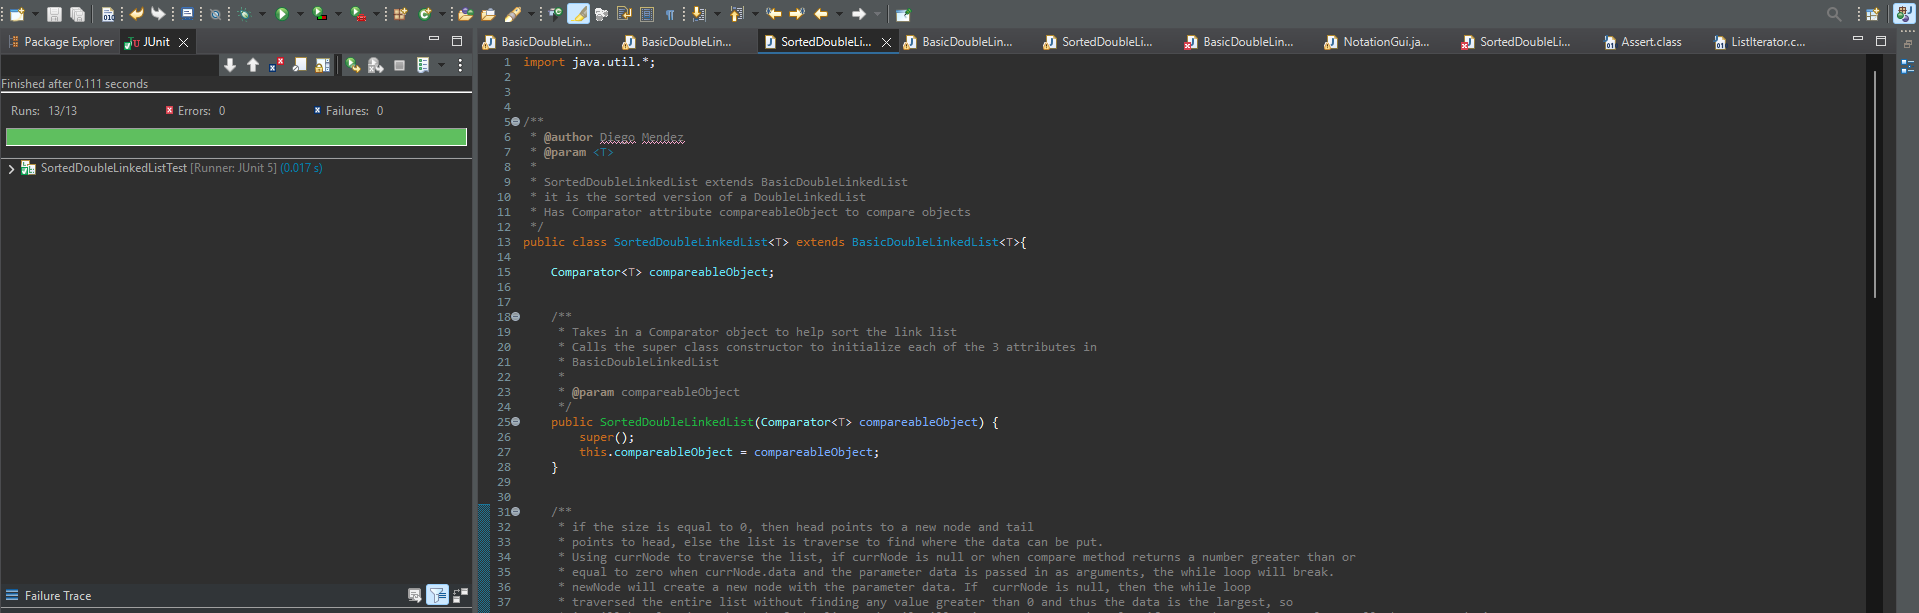 Package Explorer
JUnit
BasicDoubleLin...
BasicDoubleLin...
SortedDoubleLi...
BasicDoubleLin...
SortedDoubleLi...
BasicDoubleLin...
NotationGui.ja...
SortedDoubleLi...
Assert.class
ListIterator.c...
Finished after 0.111 seconds
Runs: 13/13
Errors: 0
Failures: 0
SortedDoubleLinkedListTest [Runner: JUnit 5] (0.017 s)
Failure Trace
1 import java.util.*;
2
3
4
5 /**
6 * @author Diego Mendez
7 * @param <T>
8 *
9 * SortedDoubleLinkedList extends BasicDoubleLinkedList
10 * it is the sorted version of a DoubleLinkedList
11 * Has Comparator attribute compareableObject to compare objects
12 */
13 public class SortedDoubleLinkedList<T> extends BasicDoubleLinkedList<T>{
14
15 Comparator<T> compareableObject;
16
17
18 /**
19 * Takes in a Comparator object to help sort the link list
20 * Calls the super class constructor to initialize each of the 3 attributes in
21 * BasicDoubleLinkedList
22 *
23 * @param compareableObject
24 */
25 public SortedDoubleLinkedList(Comparator<T> compareableObject) {
26 super();
27 this.compareableObject = compareableObject;
28 }
29
30
31 /**
32 * if the size is equal to 0, then head points to a new node and tail
33 * points to head, else the list is traverse to find where the data can be put.
34 * Using currNode to traverse the list, if currNode is null or when compare method returns a number greater than or
35 * equal to zero when currNode.data and the parameter data is passed in as arguments, the while loop will break.
36 * newNode will create a new node with the parameter data. If  currNode is null, then the while loop
37 * traversed the entire list without finding any value greater than 0 and thus the data is the largest, so